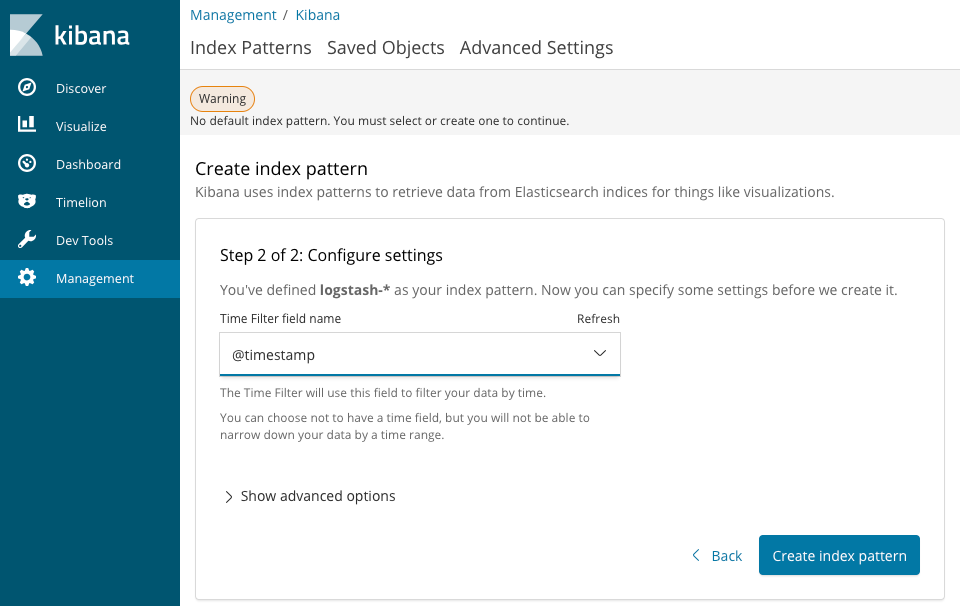 kibana
Discover
Visualize
Dashboard
Timelion
Dev Tools
Management
Management / Kibana
Index Patterns Saved Objects Advanced Settings
Warning
No default index pattern. You must select or create one to continue.
Create index pattern
Kibana uses index patterns to retrieve data from Elasticsearch indices for things like visualizations.
Step 2 of 2: Configure settings
You've defined logstash-* as your index pattern. Now you can specify some settings before we create it.
Time Filter field name Refresh
@timestamp
The Time Filter will use this field to filter your data by time.
You can choose not to have a time field, but you will not be able to
narrow down your data by a time range.
Show advanced options
Back Create index pattern